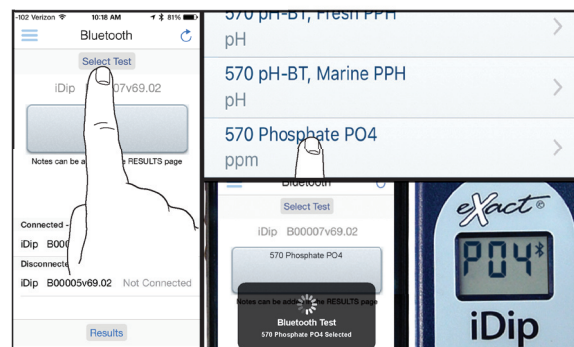 -102 Verizon 10:18 AM 81%
Bluetooth
Select Test
iDip 07v69.02
Notes can be a RESULTS page
Connected -
iDip B000
Disconnecte
iDip B00005v69.02 Not Connected
Results
570 pH-BT, Fresh PPH
pH
570 pH-BT, Marine PPH
pH
570 Phosphate PO4
ppm
Bluetooth
Select Test
iDip B00007v69.02
570 Phosphate PO4
Notes can be added in the RESULTS page
Bluetooth Test
570 Phosphate PO4 Selected
eXact®
PO4
iDip